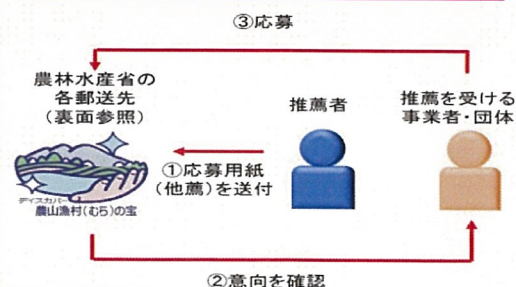 ③応募
農林水産省の
各郵送先
(裏面参照)
推薦者
推薦を受ける
事業者・団体
①応募用紙
(他薦)を送付
ディスカバー
農山漁村(むら)の宝
②意向を確認